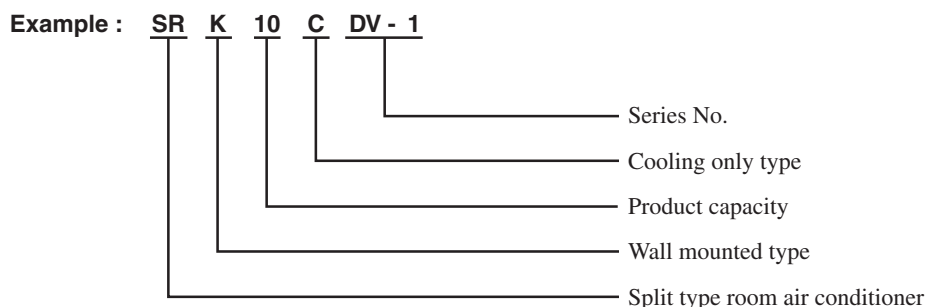 Example : SR K 10 C DV - 1
Series No.
Cooling only type
Product capacity
Wall mounted type
Split type room air conditioner